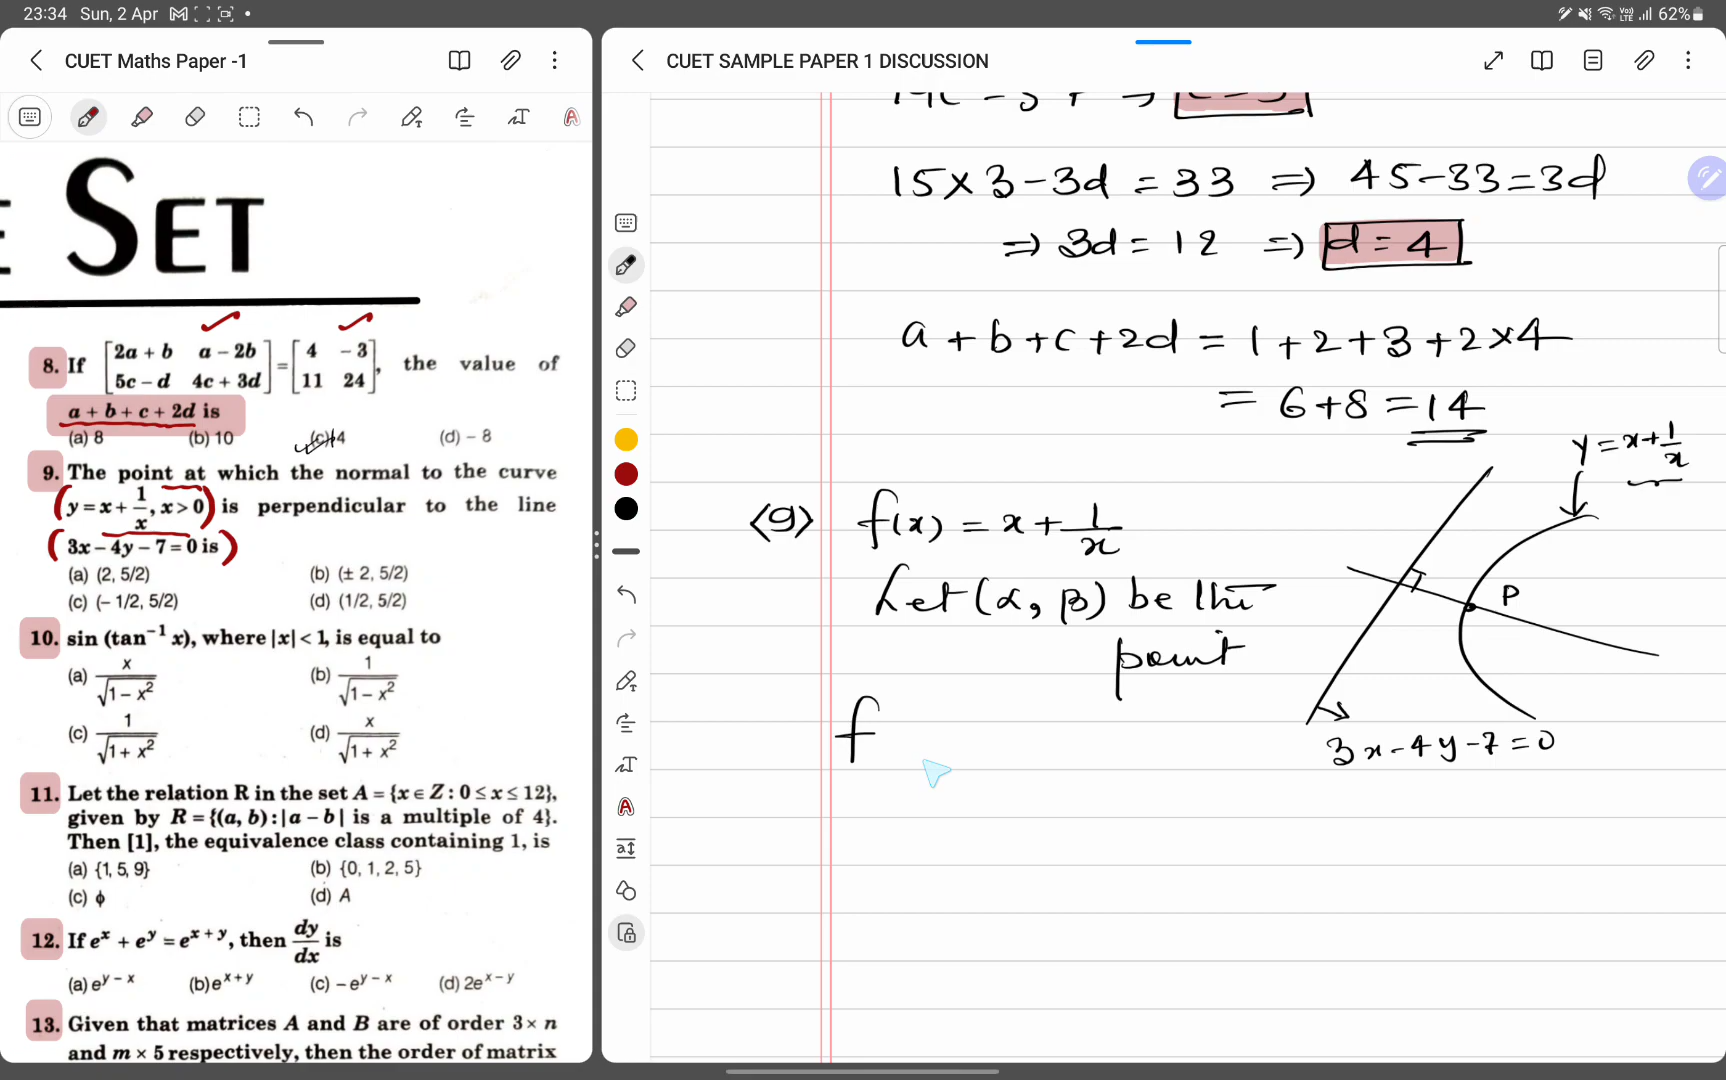 23:34 Sun, 2 Apr
62%
CUET Maths Paper -1
SET
8. If [2a + b a – 2b 5c – d 4c + 3d] = [4 – 3 11 24], the value of
a + b + c + 2d is
(a) 8 (b) 10 (c) 14 (d) – 8
9. The point at which the normal to the curve
y = x + 1/x, x > 0 is perpendicular to the line
3x – 4y – 7 = 0 is
(a) (2, 5/2) (b) (± 2, 5/2)
(c) (– 1/2, 5/2) (d) (1/2, 5/2)
10. sin (tan⁻¹ x), where |x| < 1, is equal to
(a) x/√1 – x² (b) 1/√1 – x²
(c) 1/√1 + x² (d) x/√1 + x²
11. Let the relation R in the set A = {x ∈ Z : 0 ≤ x ≤ 12},
given by R = {(a, b) : |a – b| is a multiple of 4}.
Then [1], the equivalence class containing 1, is
(a) {1, 5, 9} (b) {0, 1, 2, 5}
(c) ϕ (d) A
12. If eˣ + eʸ = eˣ⁺ʸ, then dy/dx is
(a) eʸ⁻ˣ (b) eˣ⁺ʸ (c) – eʸ⁻ˣ (d) 2eˣ⁻ʸ
13. Given that matrices A and B are of order 3 × n
and m × 5 respectively, then the order of matrix
CUET SAMPLE PAPER 1 DISCUSSION
15 × 3 – 3d = 33 ⇒ 45 – 33 = 3d
⇒ 3d = 12 ⇒ d = 4
a + b + c + 2d = 1 + 2 + 3 + 2 × 4
= 6 + 8 = 14
y = x + 1/x
<9> f(x) = x + 1/x
Let (α, β) be the
point
P
f
3x – 4y – 7 = 0